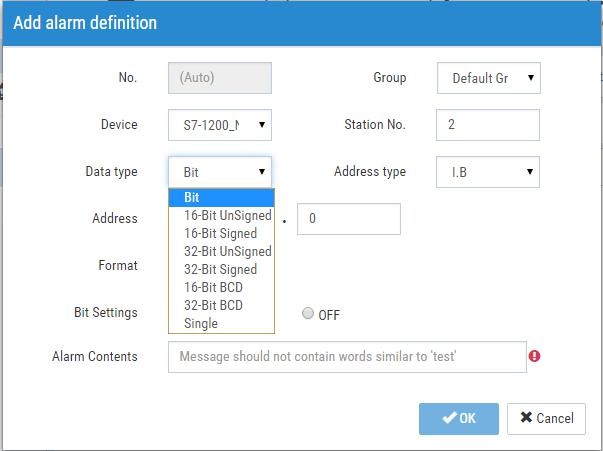 Add alarm definition
No. (Auto) Group Default Gr
Device S7-1200_N Station No. 2
Data type Bit Address type I.B
Bit
16-Bit UnSigned
Address . 0
16-Bit Signed
32-Bit UnSigned
Format
32-Bit Signed
16-Bit BCD
32-Bit BCD
Bit Settings OFF
Single
Alarm Contents Message should not contain words similar to 'test'
OK Cancel